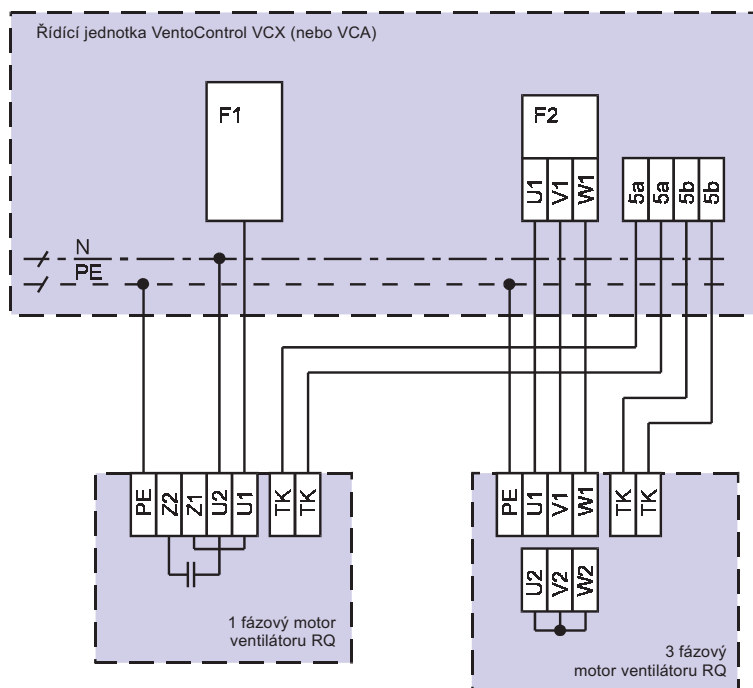 Řídící jednotka VentoControl VCX (nebo VCA)
F1
F2
U1
V1
W1
5a
5a
5b
5b
N
PE
PE
Z2
Z1
U2
U1
TK
TK
PE
U1
V1
W1
TK
TK
U2
V2
W2
1 fázový motor
ventilátoru RQ
3 fázový
motor ventilátoru RQ